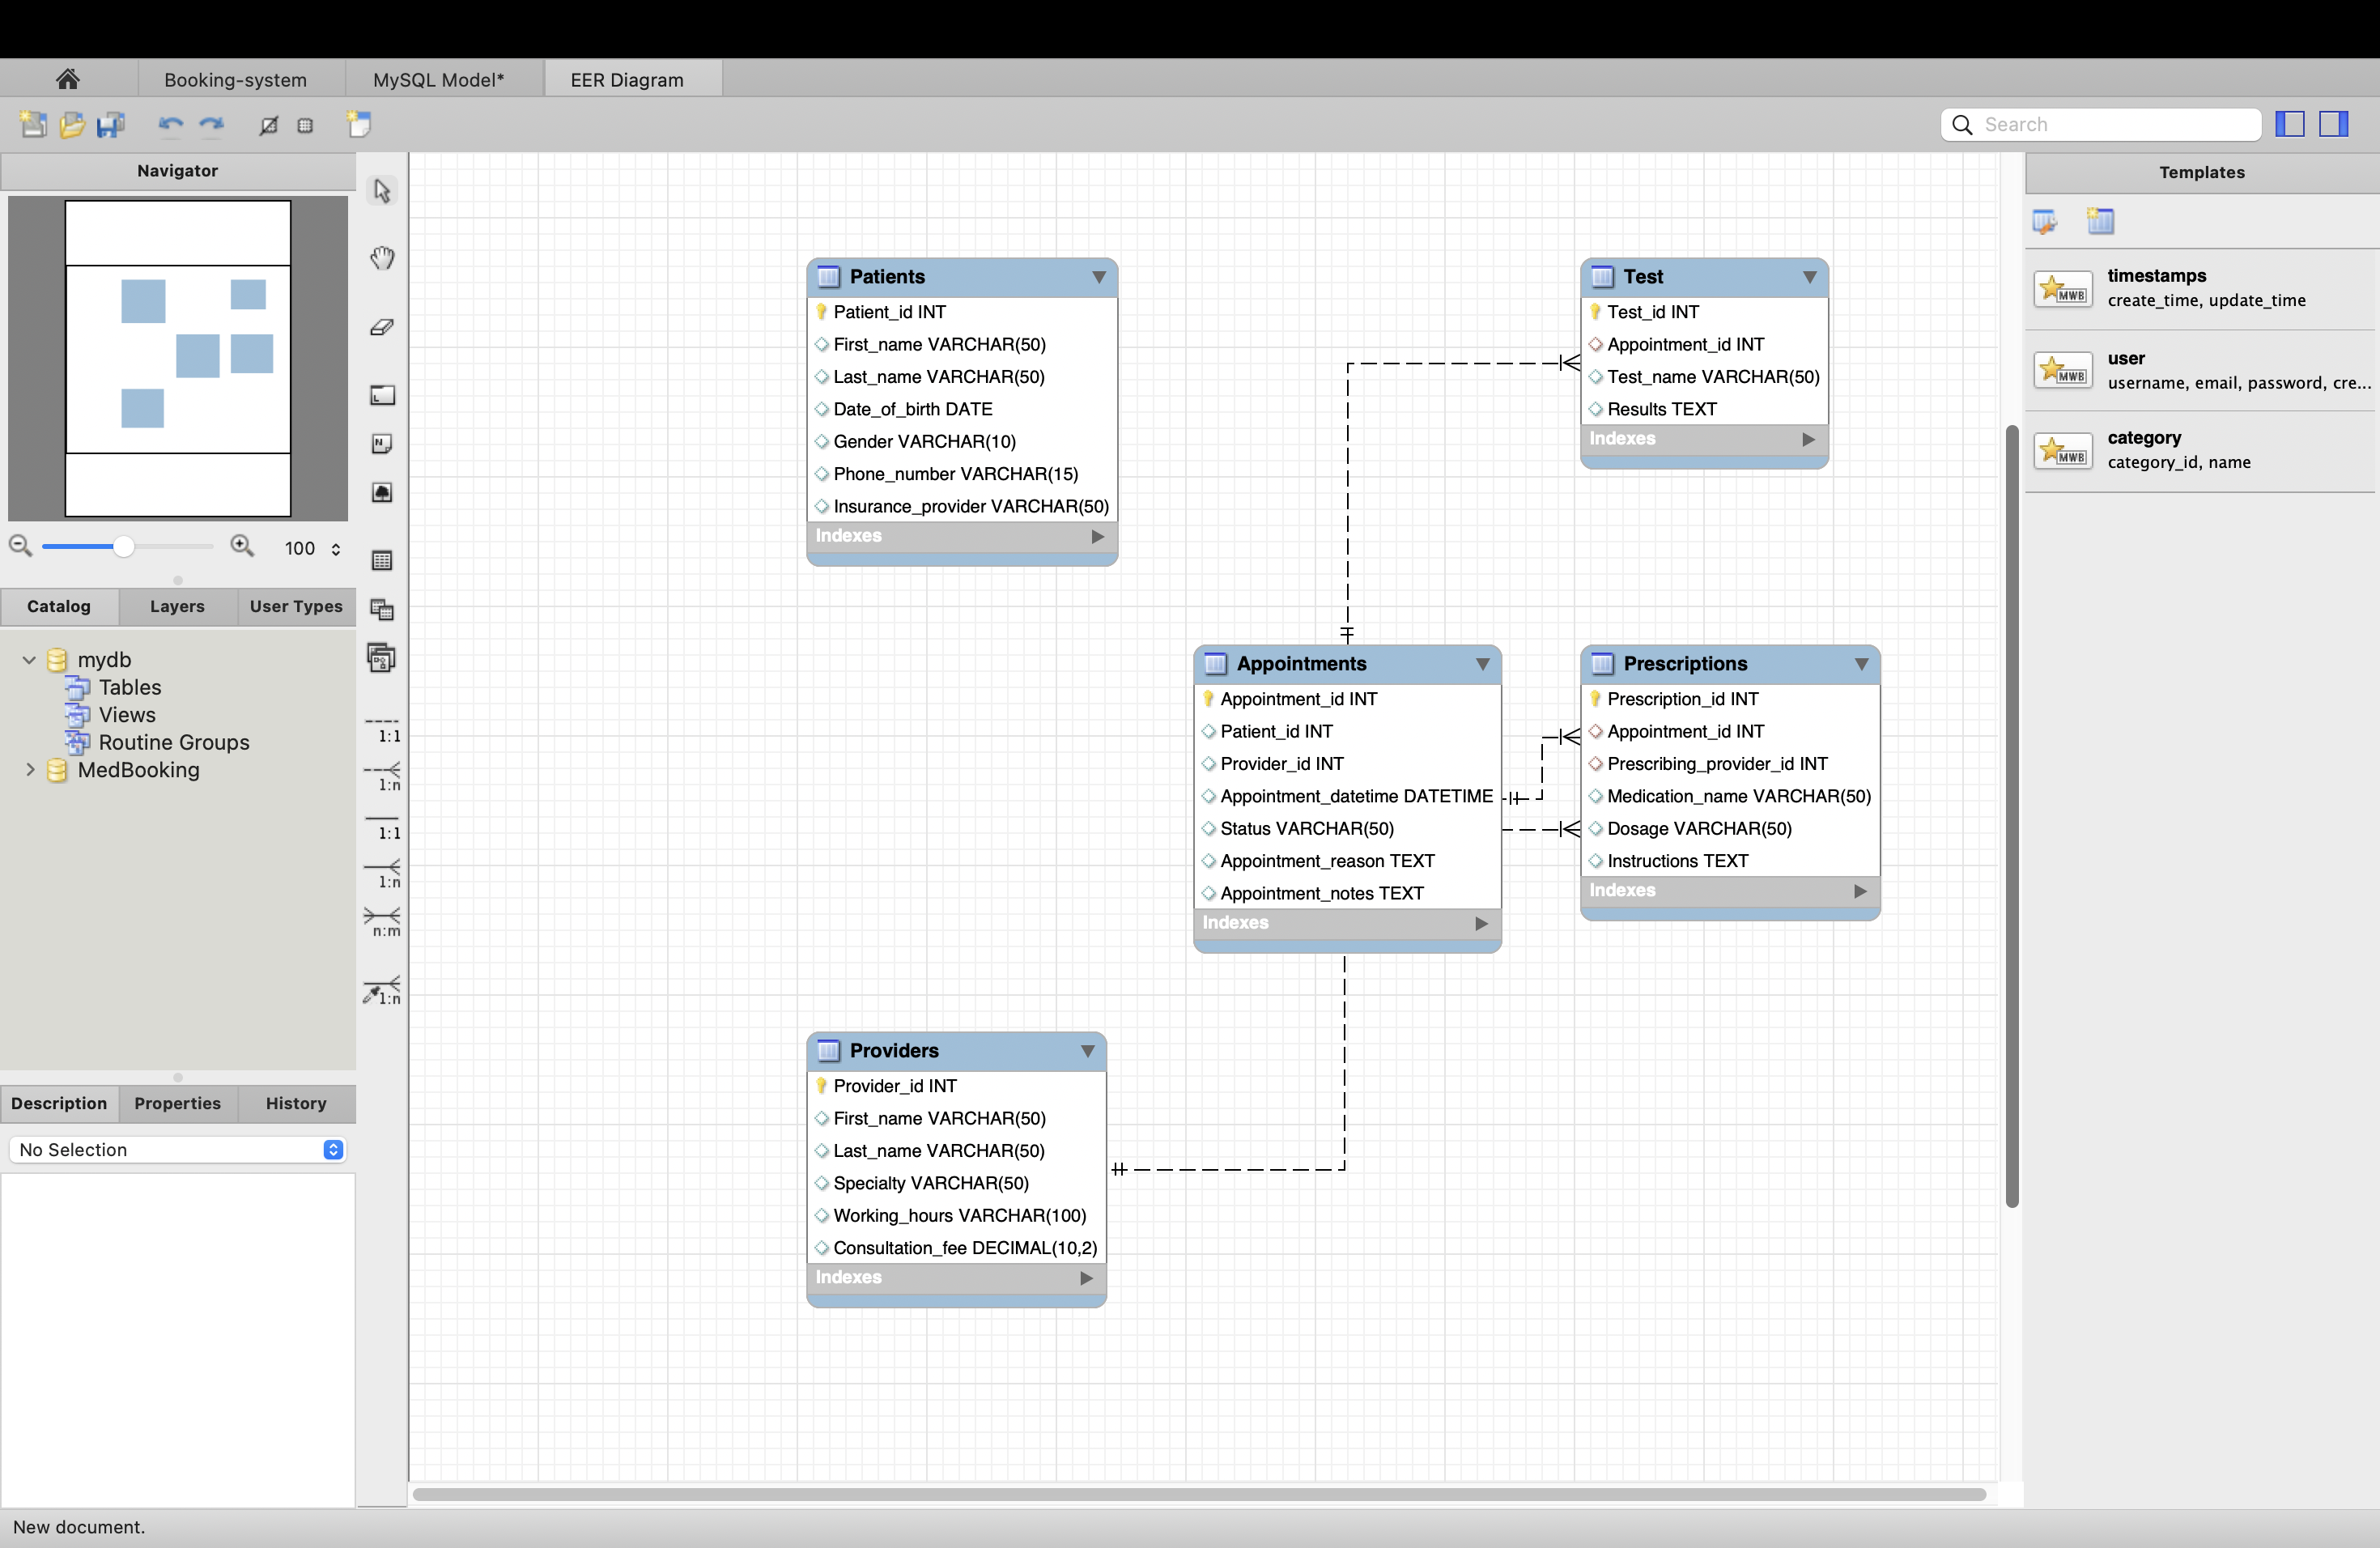 Booking-system
MySQL Model*
EER Diagram
Search
Navigator
100
Catalog
Layers
User Types
mydb
Tables
Views
Routine Groups
MedBooking
Description
Properties
History
No Selection
New document.
1:1
1:n
1:1
1:n
n:m
1:n
Patients
Patient_id INT
First_name VARCHAR(50)
Last_name VARCHAR(50)
Date_of_birth DATE
Gender VARCHAR(10)
Phone_number VARCHAR(15)
Insurance_provider VARCHAR(50)
Indexes
Test
Test_id INT
Appointment_id INT
Test_name VARCHAR(50)
Results TEXT
Indexes
Appointments
Appointment_id INT
Patient_id INT
Provider_id INT
Appointment_datetime DATETIME
Status VARCHAR(50)
Appointment_reason TEXT
Appointment_notes TEXT
Indexes
Prescriptions
Prescription_id INT
Appointment_id INT
Prescribing_provider_id INT
Medication_name VARCHAR(50)
Dosage VARCHAR(50)
Instructions TEXT
Indexes
Providers
Provider_id INT
First_name VARCHAR(50)
Last_name VARCHAR(50)
Specialty VARCHAR(50)
Working_hours VARCHAR(100)
Consultation_fee DECIMAL(10,2)
Indexes
Templates
MWB
timestamps
create_time, update_time
MWB
user
username, email, password, cre...
MWB
category
category_id, name